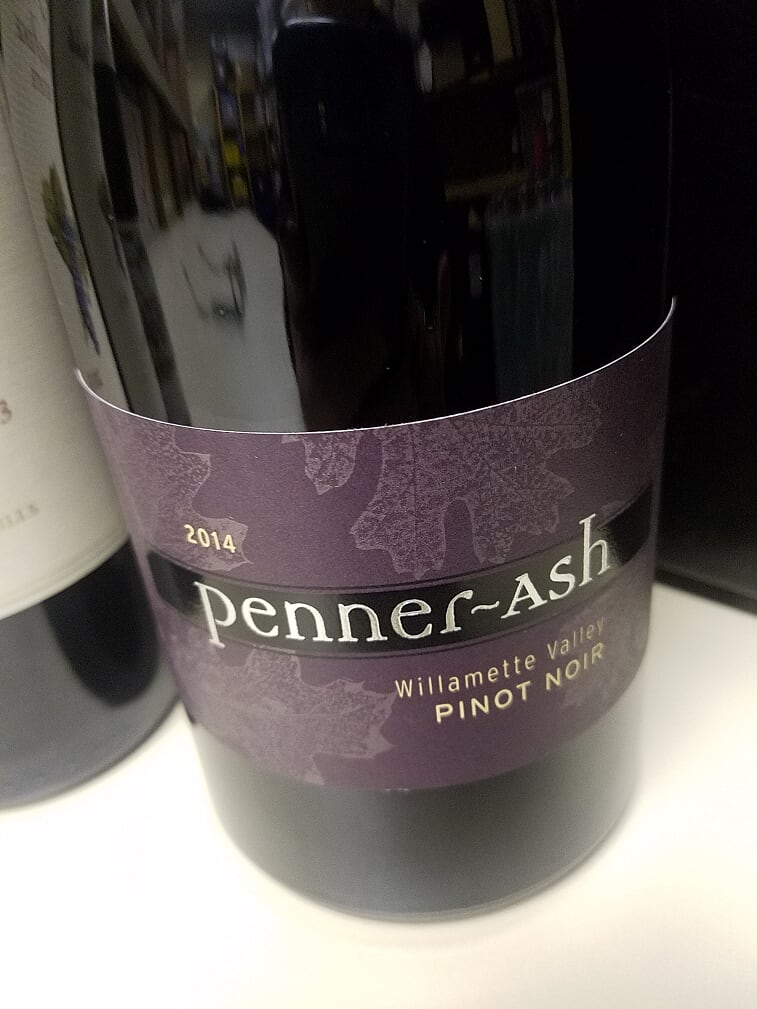 2014
penner-ash
Willamette Valley
PINOT NOIR